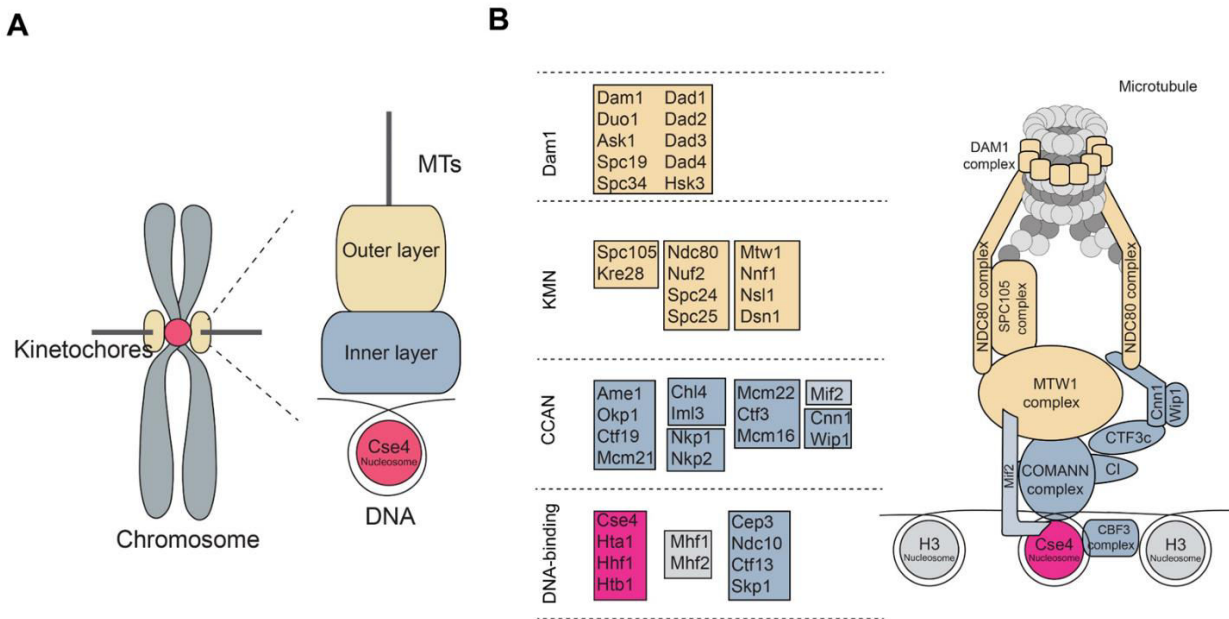 A
MTs
Outer layer
Inner layer
Kinetochores
Cse4
Nucleosome
DNA
Chromosome
B
Dam1
Dam1 Dad1
Duo1 Dad2
Ask1 Dad3
Spc19 Dad4
Spc34 Hsk3
KMN
Spc105
Kre28
Ndc80
Nuf2
Spc24
Spc25
Mtw1
Nnf1
Nsl1
Dsn1
CCAN
Ame1
Okp1
Ctf19
Mcm21
Chl4
Iml3
Nkp1
Nkp2
Mcm22
Ctf3
Mcm16
Mif2
Cnn1
Wip1
DNA-binding
Cse4
Hta1
Hhf1
Htb1
Mhf1
Mhf2
Cep3
Ndc10
Ctf13
Skp1
Microtubule
DAM1
complex
NDC80 complex
SPC105
complex
NDC80 complex
MTW1
complex
Cnn1
Wip1
CTF3c
CI
Mif2
COMANN
complex
H3
Nucleosome
Cse4
Nucleosome
CBF3
complex
H3
Nucleosome